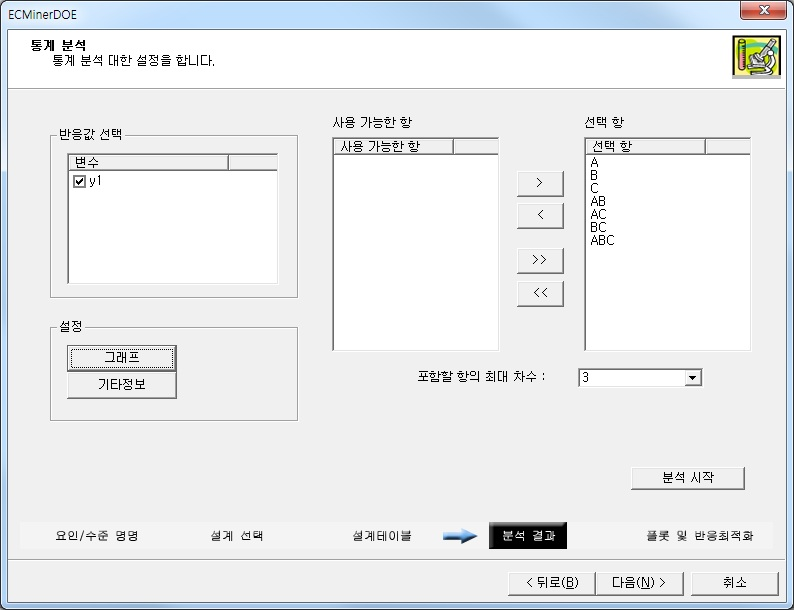 ECMinerDOE
통계 분석
통계 분석 대한 설정을 합니다.
반응값 선택
변수
y1
설정
그래프
기타정보
사용 가능한 항
사용 가능한 항
>
<
>>
<<
선택 항
선택 항
A
B
C
AB
AC
BC
ABC
포함할 항의 최대 차수 :
3
분석 시작
요인/수준 명명
설계 선택
설계테이블
분석 결과
플롯 및 반응최적화
< 뒤로(B)
다음(N) >
취소